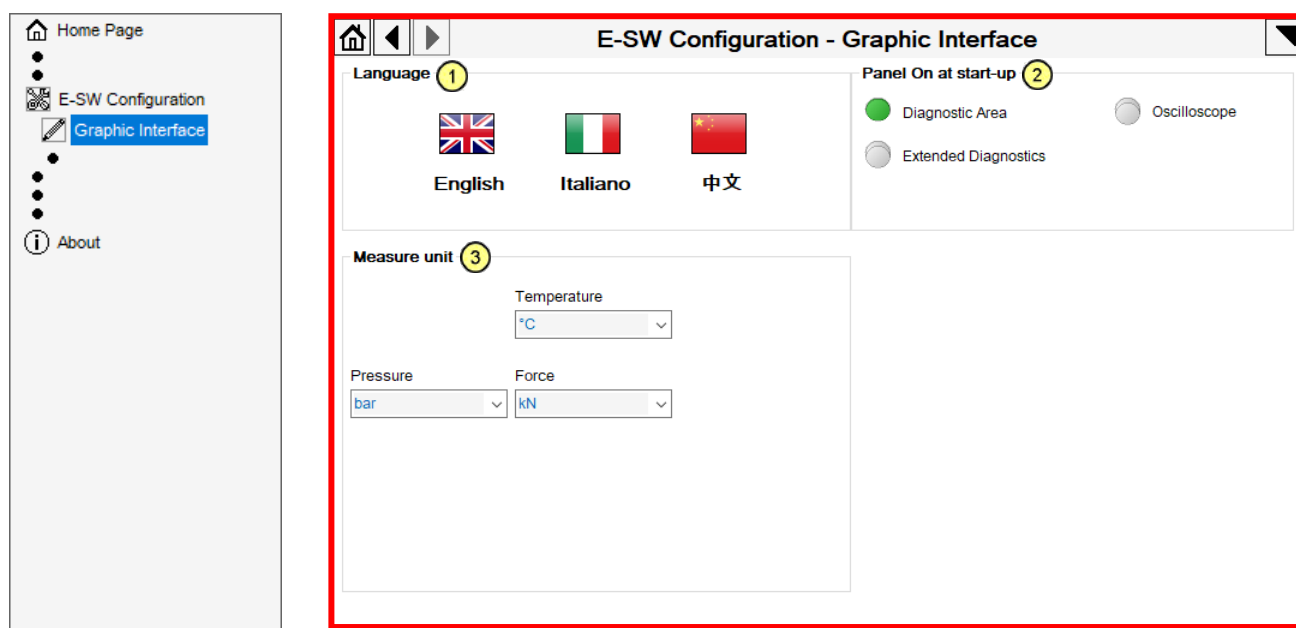 Home Page
E-SW Configuration
Graphic Interface
About
E-SW Configuration - Graphic Interface
Language 1
English
Italiano
中文
Panel On at start-up 2
Diagnostic Area
Oscilloscope
Extended Diagnostics
Measure unit 3
Temperature
°C
Pressure
Force
bar
kN